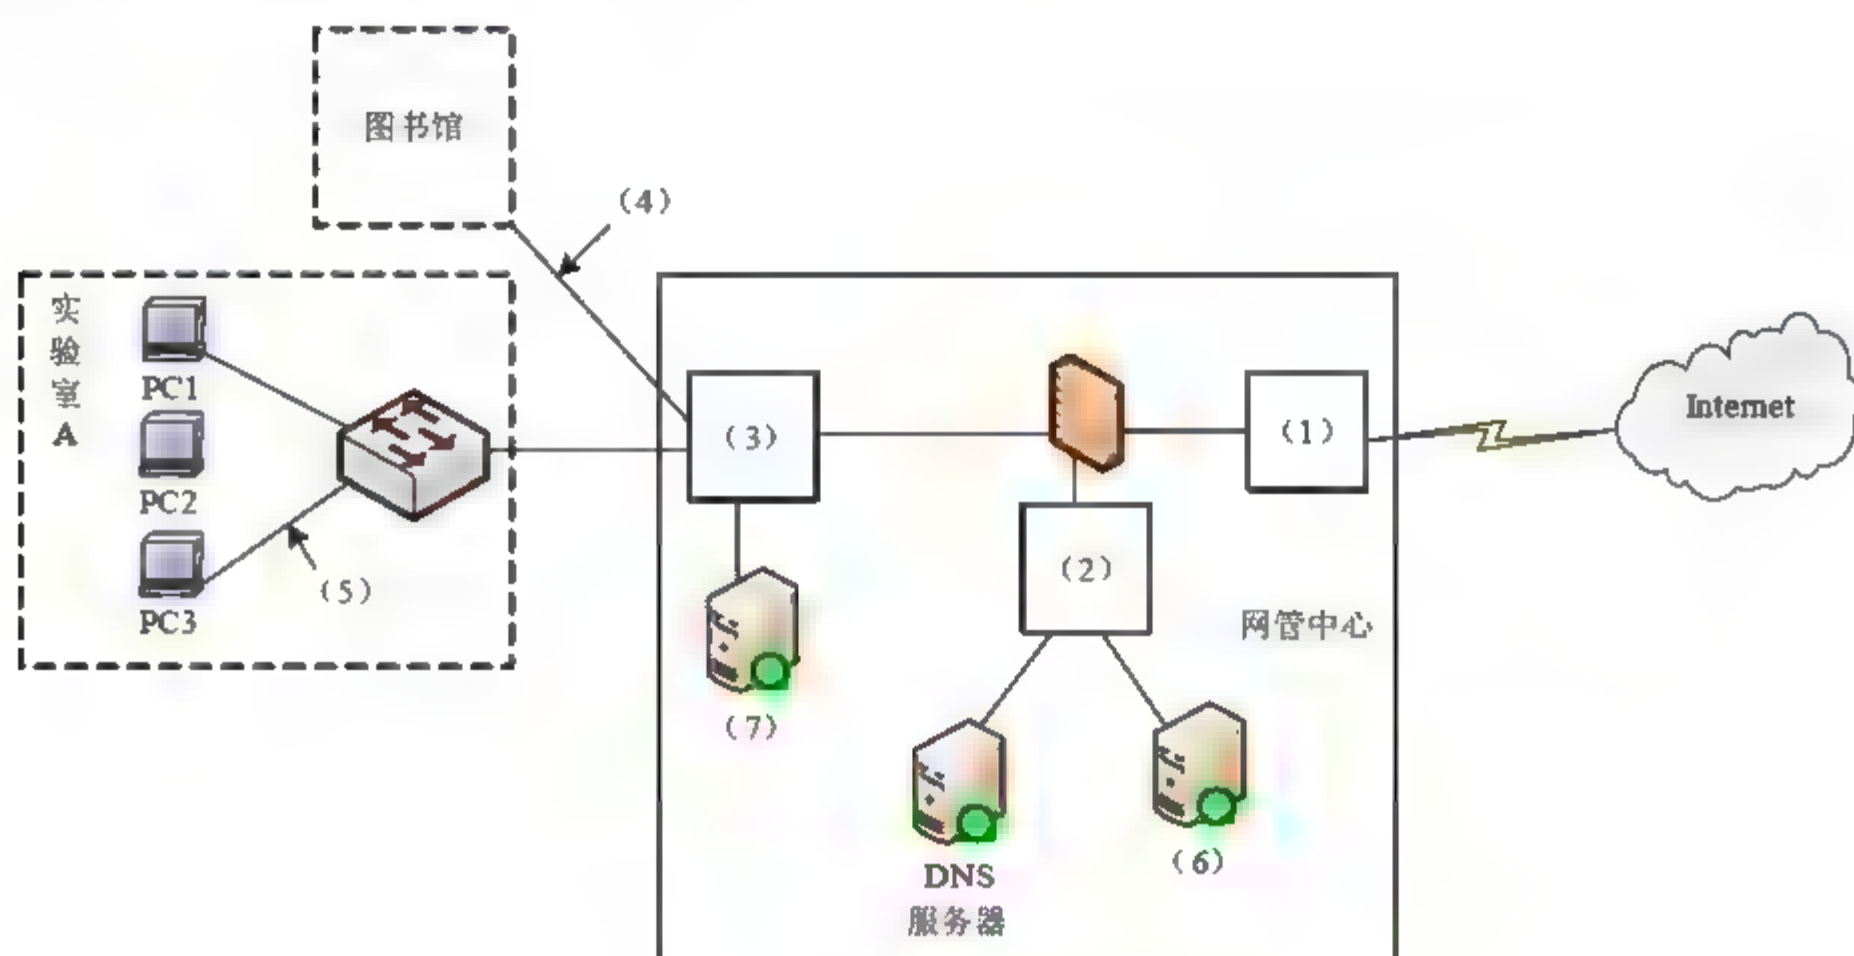 图书馆
(4)
实验室A
PC1
PC2
PC3
(5)
(3)
(1)
Internet
(2)
网管中心
(7)
(6)
DNS
服务器